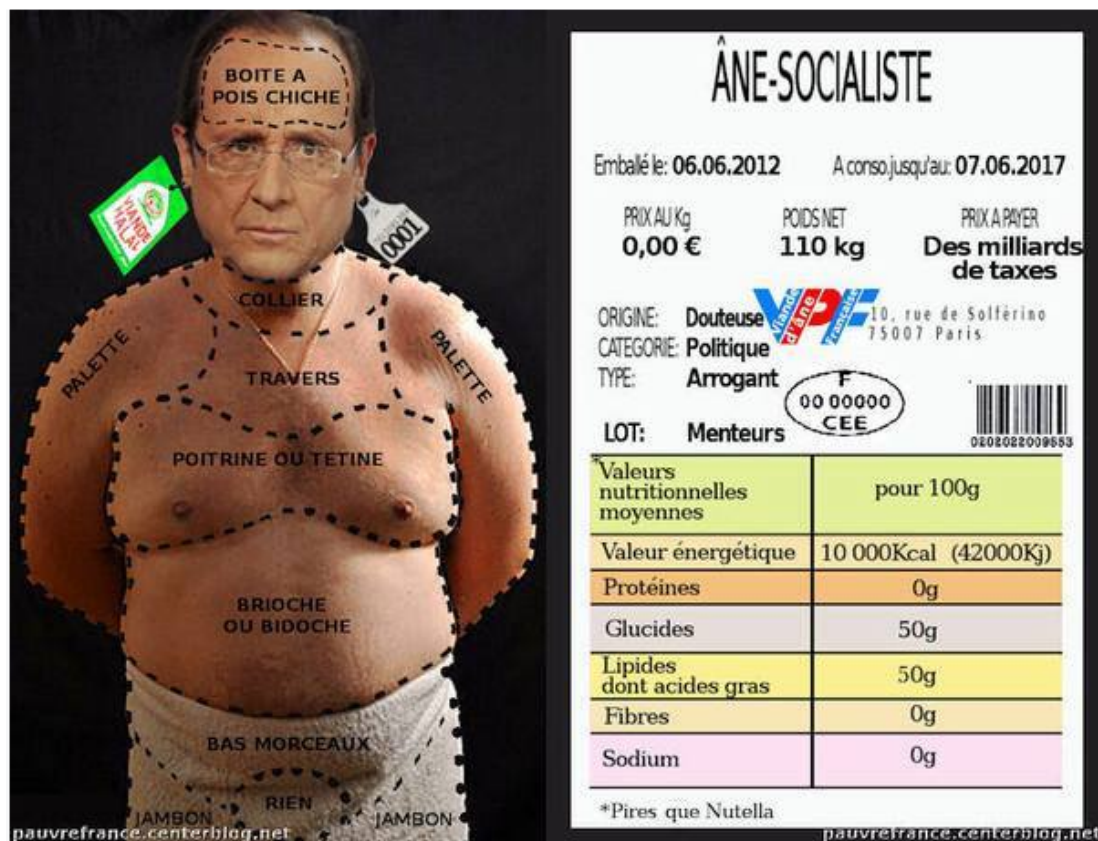 BOITE A
POIS CHICHE
VIANDE
HALAL
0001
COLLIER
PALETTE
PALETTE
TRAVERS
POITRINE OU TETINE
BRIOCHE
OU BIDOCHE
BAS MORCEAUX
RIEN
JAMBON
JAMBON
pauvrefrance.centerblog.net
ÂNE-SOCIALISTE
Emballé le: 06.06.2012 A conso.jusqu'au: 07.06.2017
PRIX AU Kg POIDS NET PRIX A PAYER
0,00 € 110 kg Des milliards
de taxes
ORIGINE: Douteuse
CATEGORIE: Politique
TYPE: Arrogant
LOT: Menteurs
VPF
Viande
d'âne
Française
10, rue de Solférino
75007 Paris
F
00 00000
CEE
0202022009553
*Valeurs
nutritionnelles
moyennes
pour 100g
Valeur énergétique 10 000Kcal (42000Kj)
Protéines 0g
Glucides 50g
Lipides
dont acides gras 50g
Fibres 0g
Sodium 0g
*Pires que Nutella
pauvrefrance.centerblog.net